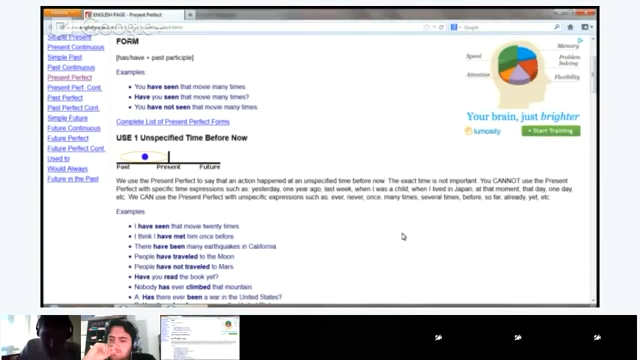 ENGLISH PAGE - Present Perfect
Google+
Google
Simple Present
Present Continuous
Simple Past
Past Continuous
Present Perfect
Present Perf. Cont.
Past Perfect
Past Perfect Cont.
Simple Future
Future Continuous
Future Perfect
Future Perfect Cont.
Used to
Would Always
Future in the Past
FORM
[has/have + past participle]
Examples
• You have seen that movie many times
• Have you seen that movie many times?
• You have not seen that movie many times
Complete List of Present Perfect Forms
USE 1 Unspecified Time Before Now
Past Present Future
We use the Present Perfect to say that an action happened at an unspecified time before now. The exact time is not important. You CANNOT use the Present
Perfect with specific time expressions such as: yesterday, one year ago, last week, when I was a child, when I lived in Japan, at that moment, that day, one day,
etc. We CAN use the Present Perfect with unspecific expressions such as: ever, never, once, many times, several times, before, so far, already, yet, etc.
Examples
• I have seen that movie twenty times
• I think I have met him once before
• There have been many earthquakes in California
• People have traveled to the Moon
• People have not traveled to Mars
• Have you read the book yet?
• Nobody has ever climbed that mountain
• A Has there ever been a war in the United States?
Memory
Speed
Problem
Solving
Attention
Flexibility
Your brain, just brighter
lumosity
Start Training